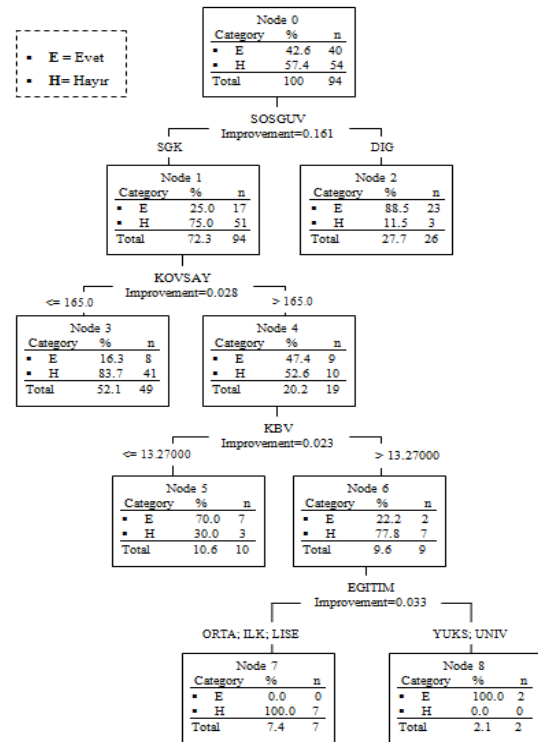 Node 0
Category % n
▪ E 42.6 40
▪ H 57.4 54
Total 100 94
▪ E = Evet
▪ H= Hayır
SOSGUV
Improvement=0.161
SGK DIG
Node 1
Category % n
▪ E 25.0 17
▪ H 75.0 51
Total 72.3 94
Node 2
Category % n
▪ E 88.5 23
▪ H 11.5 3
Total 27.7 26
KOVSAY
Improvement=0.028
<= 165.0 > 165.0
Node 3
Category % n
▪ E 16.3 8
▪ H 83.7 41
Total 52.1 49
Node 4
Category % n
▪ E 47.4 9
▪ H 52.6 10
Total 20.2 19
KBV
Improvement=0.023
<= 13.27000 > 13.27000
Node 5
Category % n
▪ E 70.0 7
▪ H 30.0 3
Total 10.6 10
Node 6
Category % n
▪ E 22.2 2
▪ H 77.8 7
Total 9.6 9
EGITIM
Improvement=0.033
ORTA; ILK; LISE YUKS; UNIV
Node 7
Category % n
▪ E 0.0 0
▪ H 100.0 7
Total 7.4 7
Node 8
Category % n
▪ E 100.0 2
▪ H 0.0 0
Total 2.1 2